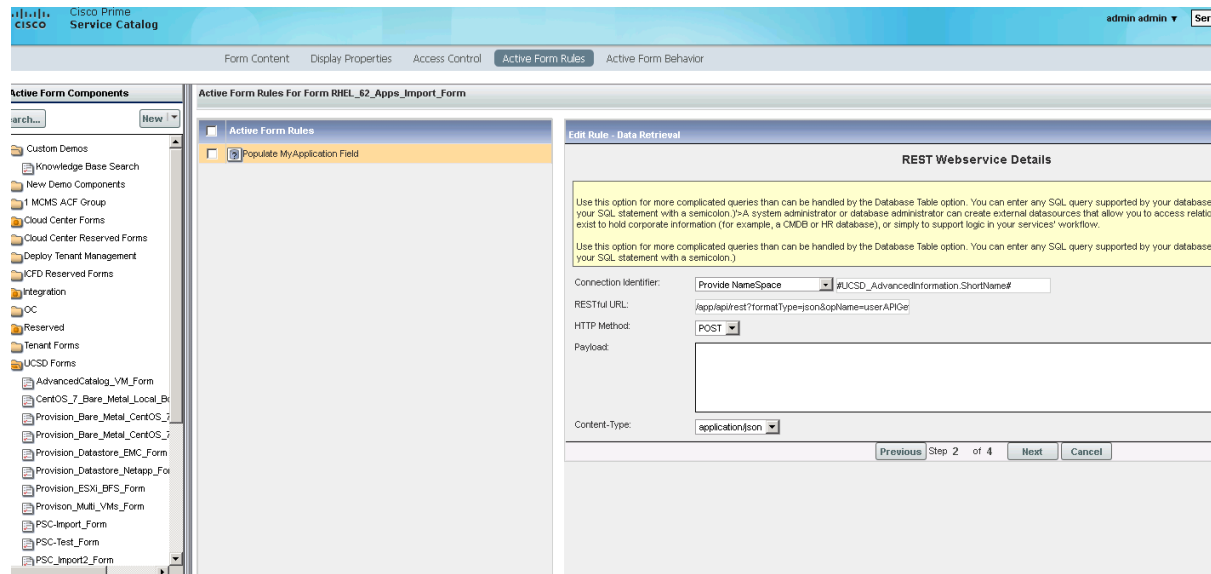 cisco
Cisco Prime
Service Catalog
admin admin
Ser
Form Content Display Properties Access Control Active Form Rules Active Form Behavior
Active Form Components
arch...
New
Custom Demos
Knowledge Base Search
New Demo Components
1 MCMS ACF Group
Cloud Center Forms
Cloud Center Reserved Forms
Deploy Tenant Management
ICFD Reserved Forms
Integration
OC
Reserved
Tenant Forms
UCSD Forms
AdvancedCatalog_VM_Form
CentOS_7_Bare_Metal_Local_Bo
Provision_Bare_Metal_CentOS_7
Provision_Bare_Metal_CentOS_7
Provision_Datastore_EMC_Form
Provision_Datastore_Netapp_For
Provision_ESXi_BFS_Form
Provison_Multi_VMs_Form
PSC-Import_Form
PSC-Test_Form
PSC_Import2_Form
Active Form Rules For Form RHEL_62_Apps_Import_Form
Active Form Rules
Populate MyApplication Field
Edit Rule - Data Retrieval
REST Webservice Details
Use this option for more complicated queries than can be handled by the Database Table option. You can enter any SQL query supported by your database
your SQL statement with a semicolon.)'>A system administrator or database administrator can create external datasources that allow you to access relatio
exist to hold corporate information (for example, a CMDB or HR database), or simply to support logic in your services' workflow.
Use this option for more complicated queries than can be handled by the Database Table option. You can enter any SQL query supported by your database
your SQL statement with a semicolon.)
Connection Identifier: Provide NameSpace #UCSD_AdvancedInformation.ShortName#
RESTful URL: /app/api/rest?formatType=json&opName=userAPIGe
HTTP Method: POST
Payload:
Content-Type: application/json
Previous Step 2 of 4 Next Cancel